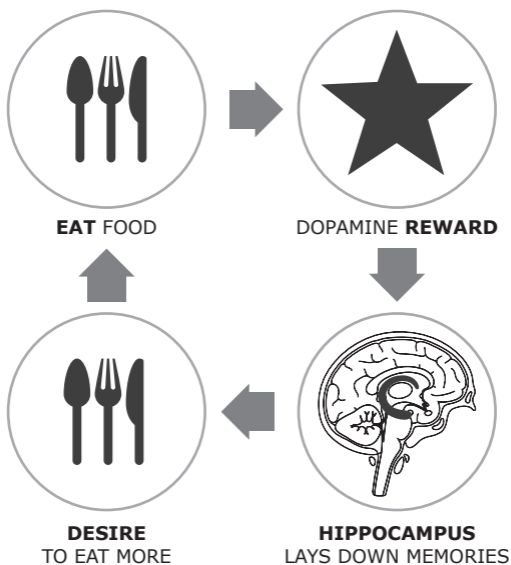 EAT FOOD
DOPAMINE REWARD
DESIRE
TO EAT MORE
HIPPOCAMPUS
LAYS DOWN MEMORIES